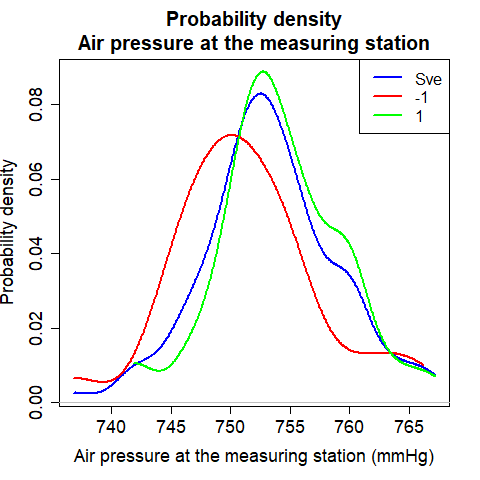 Probability density
Air pressure at the measuring station
Sve
-1
1
Probability density
0.00
0.02
0.04
0.06
0.08
740
745
750
755
760
765
Air pressure at the measuring station (mmHg)